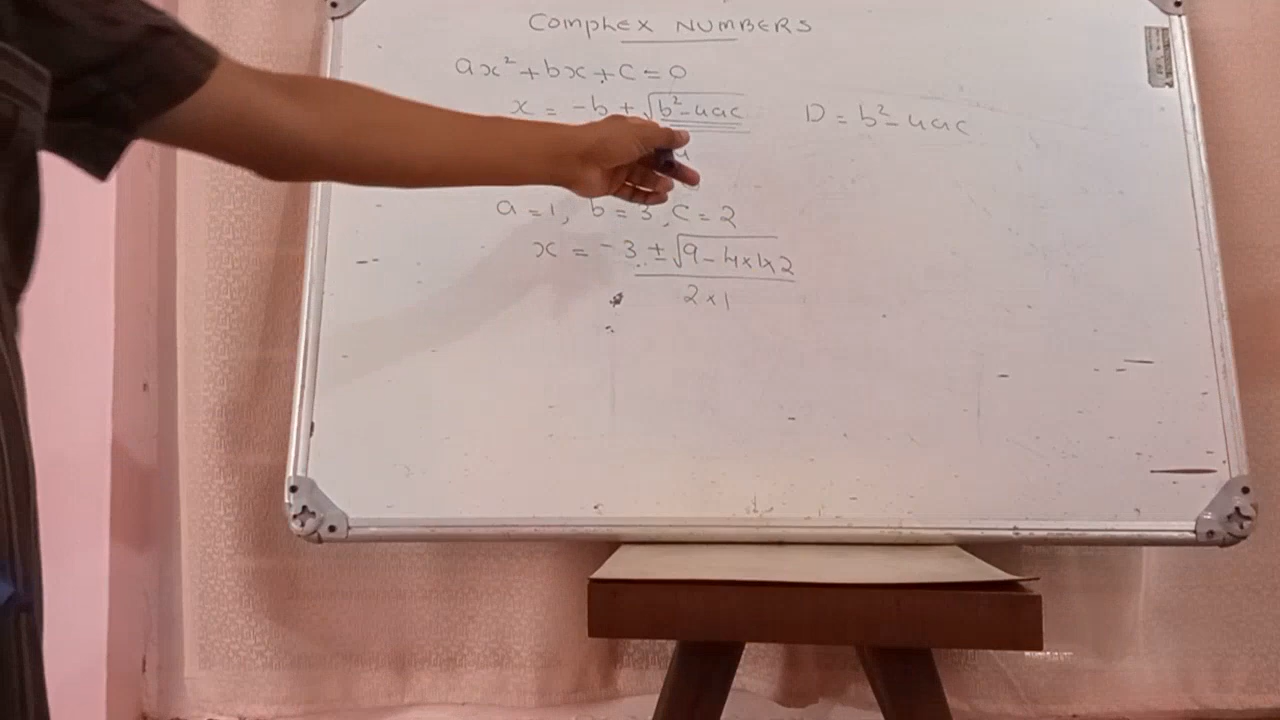 COMPLEX NUMBERS
ax² + bx + c = 0
x = -b ± √b² - 4ac D = b² - 4ac
a = 1, b = 3, c = 2
x = -3 ± √9 - 4×1×2
2×1